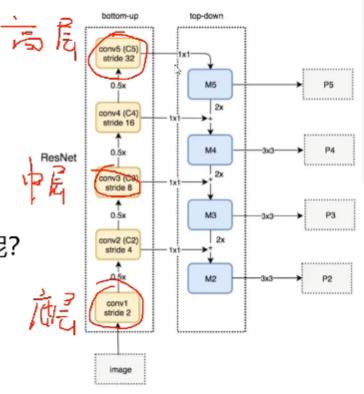 bottom-up
top-down
高层
conv5 (C5)
stride 32
1x1
0.5x
M5
P5
2x
conv4 (C4)
stride 16
1x1
M4
3x3
P4
ResNet
0.5x
2x
中层
conv3 (C3)
stride 8
1x1
M3
3x3
P3
0.5x
2x
呢?
conv2 (C2)
stride 4
1x1
M2
3x3
P2
0.5x
底层
conv1
stride 2
image